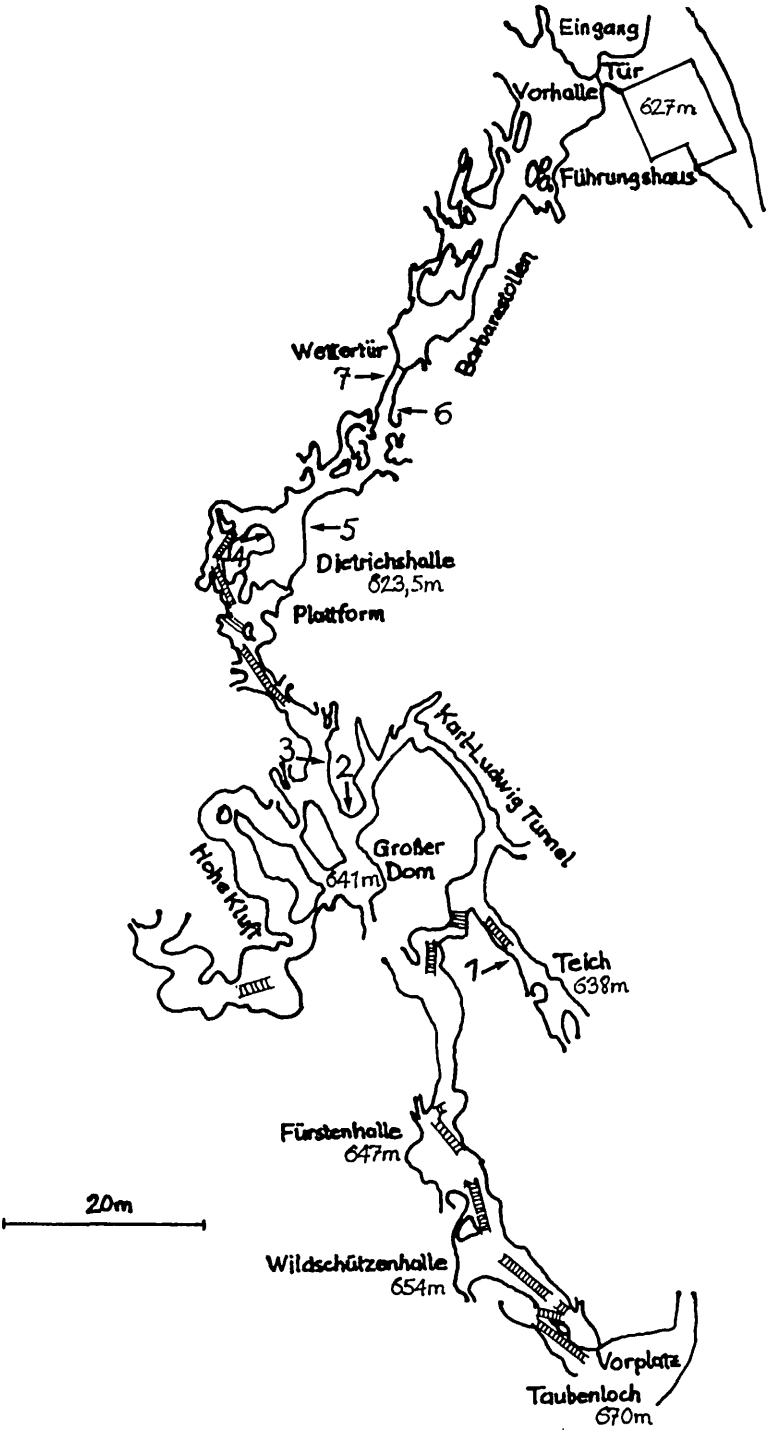 Eingang
Tür
Vorhalle
627m
Führungshaus
Barbarastollen
Wettertür
7
6
5
4
Dietrichshalle
623,5m
Plattform
Karl-Ludwig Tunnel
3
2
Großer
Dom
641m
Hohe Kluft
1
Teich
638m
Fürstenhalle
647m
20m
Wildschützenhalle
654m
Vorplatz
Taubenloch
670m